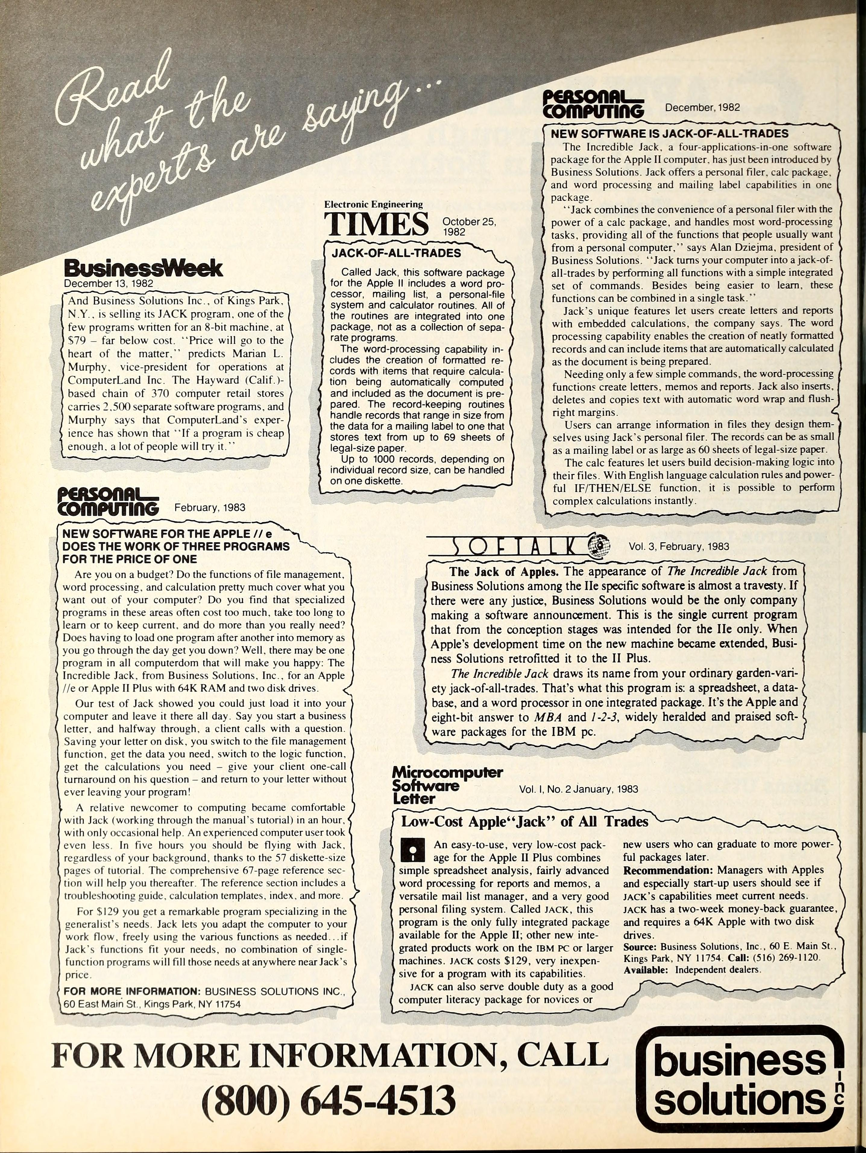 Read
what the
experts are saying...
BusinessWeek
December 13, 1982
And Business Solutions Inc., of Kings Park,
N.Y., is selling its JACK program, one of the
few programs written for an 8-bit machine, at
$79 – far below cost. "Price will go to the
heart of the matter," predicts Marian L.
Murphy, vice-president for operations at
ComputerLand Inc. The Hayward (Calif.)-
based chain of 370 computer retail stores
carries 2,500 separate software programs, and
Murphy says that ComputerLand's exper-
ience has shown that "If a program is cheap
enough, a lot of people will try it."
Electronic Engineering
TIMES
October 25,
1982
JACK-OF-ALL-TRADES
Called Jack, this software package
for the Apple II includes a word pro-
cessor, mailing list, a personal-file
system and calculator routines. All of
the routines are integrated into one
package, not as a collection of sepa-
rate programs.
The word-processing capability in-
cludes the creation of formatted re-
cords with items that require calcula-
tion being automatically computed
and included as the document is pre-
pared. The record-keeping routines
handle records that range in size from
the data for a mailing label to one that
stores text from up to 69 sheets of
legal-size paper.
Up to 1000 records, depending on
individual record size, can be handled
on one diskette.
PERSONAL
COMPUTING
December, 1982
NEW SOFTWARE IS JACK-OF-ALL-TRADES
The Incredible Jack, a four-applications-in-one software
package for the Apple II computer, has just been introduced by
Business Solutions. Jack offers a personal filer, calc package,
and word processing and mailing label capabilities in one
package.
"Jack combines the convenience of a personal filer with the
power of a calc package, and handles most word-processing
tasks, providing all of the functions that people usually want
from a personal computer," says Alan Dziejma, president of
Business Solutions. "Jack turns your computer into a jack-of-
all-trades by performing all functions with a simple integrated
set of commands. Besides being easier to learn, these
functions can be combined in a single task."
Jack's unique features let users create letters and reports
with embedded calculations, the company says. The word
processing capability enables the creation of neatly formatted
records and can include items that are automatically calculated
as the document is being prepared.
Needing only a few simple commands, the word-processing
functions create letters, memos and reports. Jack also inserts,
deletes and copies text with automatic word wrap and flush-
right margins.
Users can arrange information in files they design them-
selves using Jack's personal filer. The records can be as small
as a mailing label or as large as 60 sheets of legal-size paper.
The calc features let users build decision-making logic into
their files. With English language calculation rules and power-
ful IF/THEN/ELSE function, it is possible to perform
complex calculations instantly.
PERSONAL
COMPUTING
February, 1983
NEW SOFTWARE FOR THE APPLE //e
DOES THE WORK OF THREE PROGRAMS
FOR THE PRICE OF ONE
Are you on a budget? Do the functions of file management,
word processing, and calculation pretty much cover what you
want out of your computer? Do you find that specialized
programs in these areas often cost too much, take too long to
learn or to keep current, and do more than you really need?
Does having to load one program after another into memory as
you go through the day get you down? Well, there may be one
program in all computerdom that will make you happy: The
Incredible Jack, from Business Solutions, Inc., for an Apple
//e or Apple II Plus with 64K RAM and two disk drives.
Our test of Jack showed you could just load it into your
computer and leave it there all day. Say you start a business
letter, and halfway through, a client calls with a question.
Saving your letter on disk, you switch to the file management
function, get the data you need, switch to the logic function,
get the calculations you need – give your client one-call
turnaround on his question – and return to your letter without
ever leaving your program!
A relative newcomer to computing became comfortable
with Jack (working through the manual's tutorial) in an hour,
with only occasional help. An experienced computer user took
even less. In five hours you should be flying with Jack,
regardless of your background, thanks to the 57 diskette-size
pages of tutorial. The comprehensive 67-page reference sec-
tion will help you thereafter. The reference section includes a
troubleshooting guide, calculation templates, index, and more.
For $129 you get a remarkable program specializing in the
generalist's needs. Jack lets you adapt the computer to your
work flow, freely using the various functions as needed...if
Jack's functions fit your needs, no combination of single-
function programs will fill those needs at anywhere near Jack's
price.
FOR MORE INFORMATION: BUSINESS SOLUTIONS INC.,
60 East Main St., Kings Park, NY 11754
SOFTALK
Vol. 3, February, 1983
The Jack of Apples. The appearance of The Incredible Jack from
Business Solutions among the IIe specific software is almost a travesty. If
there were any justice, Business Solutions would be the only company
making a software announcement. This is the single current program
that from the conception stages was intended for the IIe only. When
Apple's development time on the new machine became extended, Busi-
ness Solutions retrofitted it to the II Plus.
The Incredible Jack draws its name from your ordinary garden-vari-
ety jack-of-all-trades. That's what this program is: a spreadsheet, a data-
base, and a word processor in one integrated package. It's the Apple and
eight-bit answer to MBA and 1-2-3, widely heralded and praised soft-
ware packages for the IBM pc.
Microcomputer
Software
Letter
Vol. I, No. 2 January, 1983
Low-Cost Apple"Jack" of All Trades
An easy-to-use, very low-cost pack-
age for the Apple II Plus combines
simple spreadsheet analysis, fairly advanced
word processing for reports and memos, a
versatile mail list manager, and a very good
personal filing system. Called JACK, this
program is the only fully integrated package
available for the Apple II; other new inte-
grated products work on the IBM PC or larger
machines. JACK costs $129, very inexpen-
sive for a program with its capabilities.
JACK can also serve double duty as a good
computer literacy package for novices or
new users who can graduate to more power-
ful packages later.
Recommendation: Managers with Apples
and especially start-up users should see if
JACK's capabilities meet current needs.
JACK has a two-week money-back guarantee,
and requires a 64K Apple with two disk
drives.
Source: Business Solutions, Inc., 60 E. Main St.,
Kings Park, NY 11754. Call: (516) 269-1120.
Available: Independent dealers.
FOR MORE INFORMATION, CALL
(800) 645-4513
business
solutions
inc